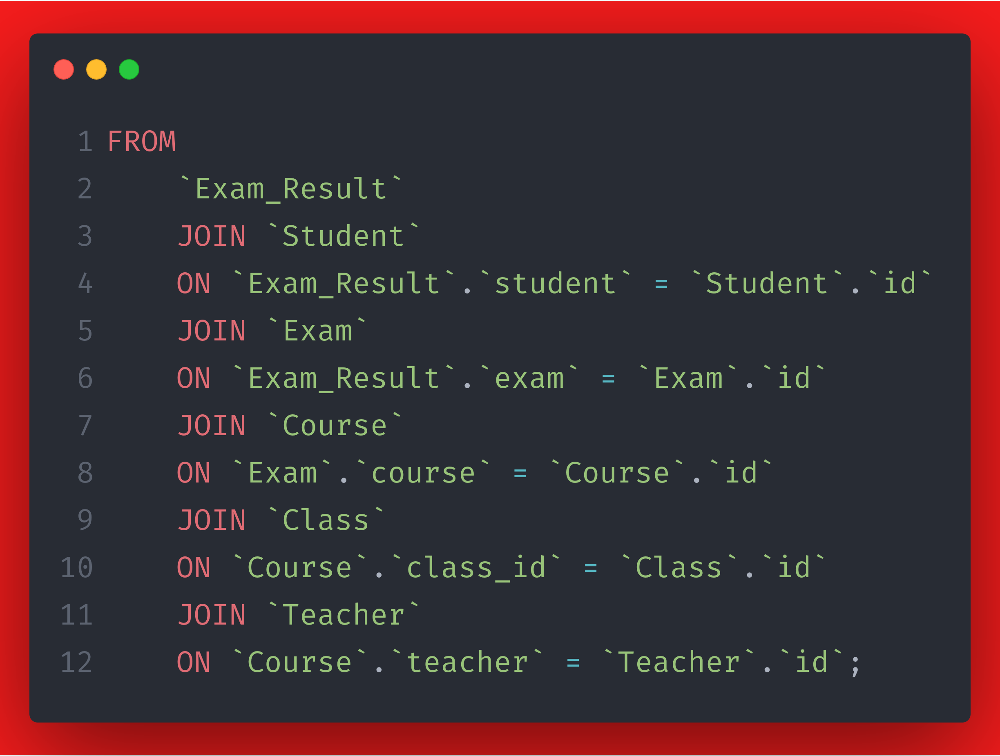 1 FROM
2     `Exam_Result`
3     JOIN `Student`
4     ON `Exam_Result`.`student` = `Student`.`id`
5     JOIN `Exam`
6     ON `Exam_Result`.`exam` = `Exam`.`id`
7     JOIN `Course`
8     ON `Exam`.`course` = `Course`.`id`
9     JOIN `Class`
10     ON `Course`.`class_id` = `Class`.`id`
11     JOIN `Teacher`
12     ON `Course`.`teacher` = `Teacher`.`id`;